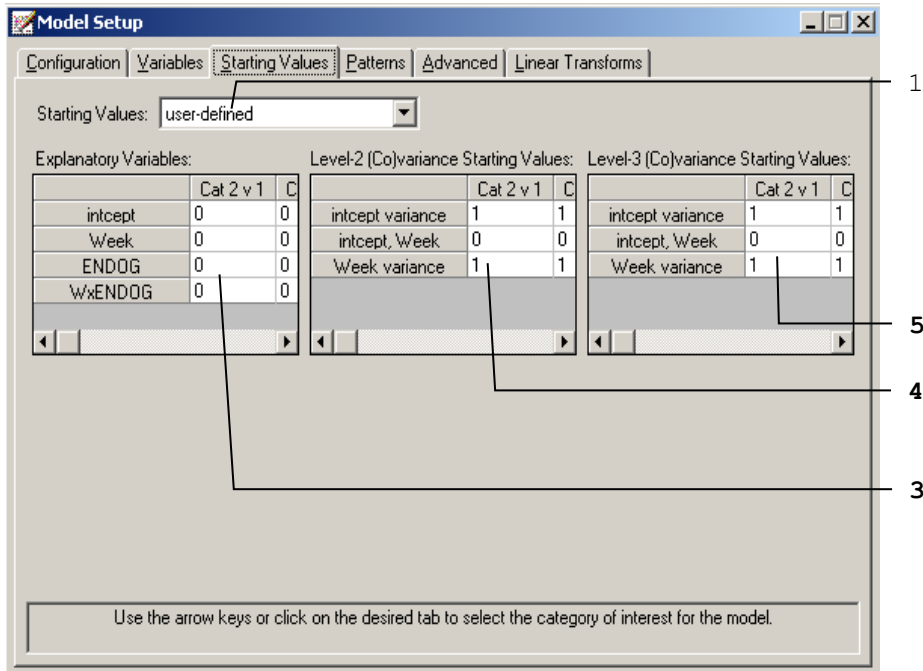 Model Setup
Configuration Variables Starting Values Patterns Advanced Linear Transforms
1
Starting Values: user-defined
Explanatory Variables:
Cat 2 v 1 C
intcept 0 0
Week 0 0
ENDOG 0 0
WxENDOG 0 0
Level-2 (Co)variance Starting Values:
Cat 2 v 1 C
intcept variance 1 1
intcept, Week 0 0
Week variance 1 1
Level-3 (Co)variance Starting Values:
Cat 2 v 1 C
intcept variance 1 1
intcept, Week 0 0
Week variance 1 1
5
4
3
Use the arrow keys or click on the desired tab to select the category of interest for the model.